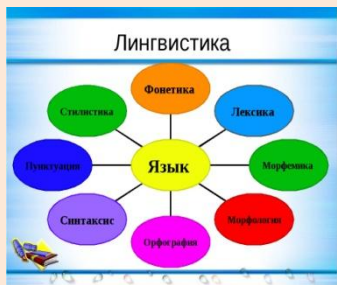 Лингвистика
Фонетика
Стилистика
Лексика
Пунктуация
Язык
Морфемика
Синтаксис
Морфология
Орфография